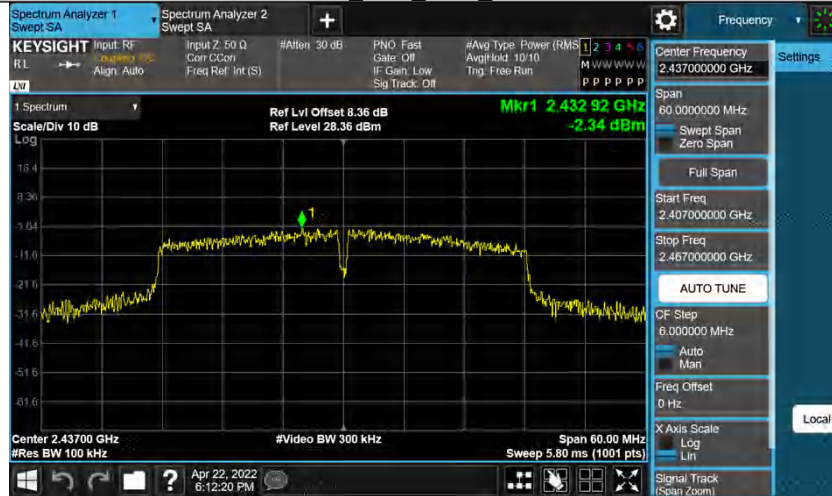 Spectrum Analyzer 1
Swept SA
Spectrum Analyzer 2
Swept SA
Frequency
KEYSIGHT
RL
LXI
Input: RF
Coupling: DC
Align: Auto
Input Z: 50 Ω
Corr CCorr
Freq Ref: Int (S)
#Atten: 30 dB
PNO: Fast
Gate: Off
IF Gain: Low
Sig Track: Off
#Avg Type: Power (RMS
Avg|Hold: 10/10
Trig: Free Run
1 2 3 4 5 6
M W W W W W
P P P P P P
1 Spectrum
Scale/Div 10 dB
Log
Ref Lvl Offset 8.36 dB
Ref Level 28.36 dBm
Mkr1 2.432 92 GHz
-2.34 dBm
18.4
8.36
-1.64
-11.6
-21.6
-31.6
-41.6
-51.6
-61.6
1
Center 2.43700 GHz
#Res BW 100 kHz
#Video BW 300 kHz
Span 60.00 MHz
Sweep 5.80 ms (1001 pts)
Apr 22, 2022
6:12:20 PM
Center Frequency
2.437000000 GHz
Settings
Span
60.0000000 MHz
Swept Span
Zero Span
Full Span
Start Freq
2.407000000 GHz
Stop Freq
2.467000000 GHz
AUTO TUNE
CF Step
6.000000 MHz
Auto
Man
Freq Offset
0 Hz
X Axis Scale
Log
Lin
Local
Signal Track
(Span Zoom)